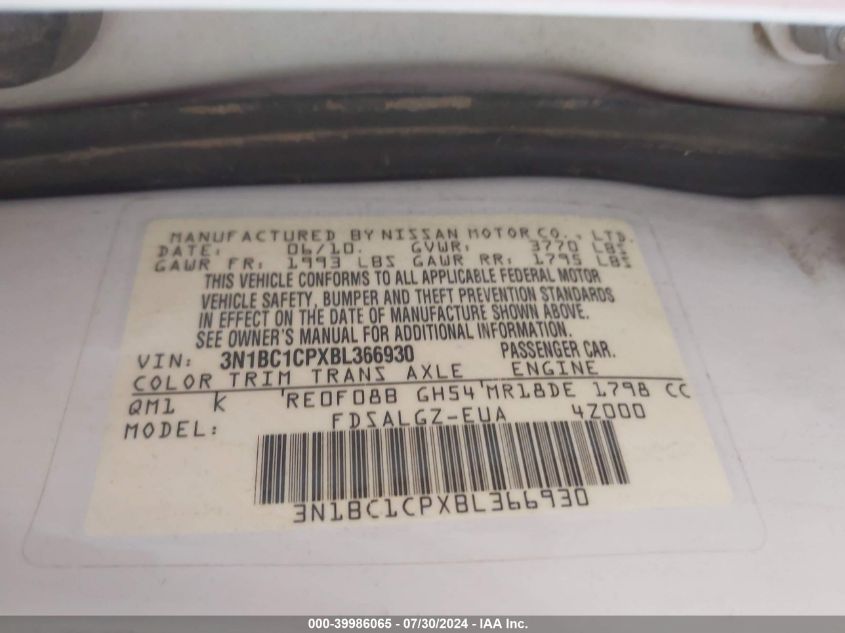 MANUFACTURED BY NISSAN MOTOR CO., LTD.
DATE: 06/10. GVWR: 3770 LBS
GAWR FR: 1993 LBS GAWR RR: 1795 LBS
THIS VEHICLE CONFORMS TO ALL APPLICABLE FEDERAL MOTOR
VEHICLE SAFETY, BUMPER AND THEFT PREVENTION STANDARDS
IN EFFECT ON THE DATE OF MANUFACTURE SHOWN ABOVE.
SEE OWNER'S MANUAL FOR ADDITIONAL INFORMATION.
VIN: 3N1BC1CPXBL366930 PASSENGER CAR.
COLOR TRIM TRANS AXLE ENGINE
QM1 K 'RE0F08B GH54'MR18DE 1798 CC
MODEL: FDSALGZ-EUA 4Z000
3N1BC1CPXBL366930
000-39986065 / 07/30/2024 - IAA Inc.